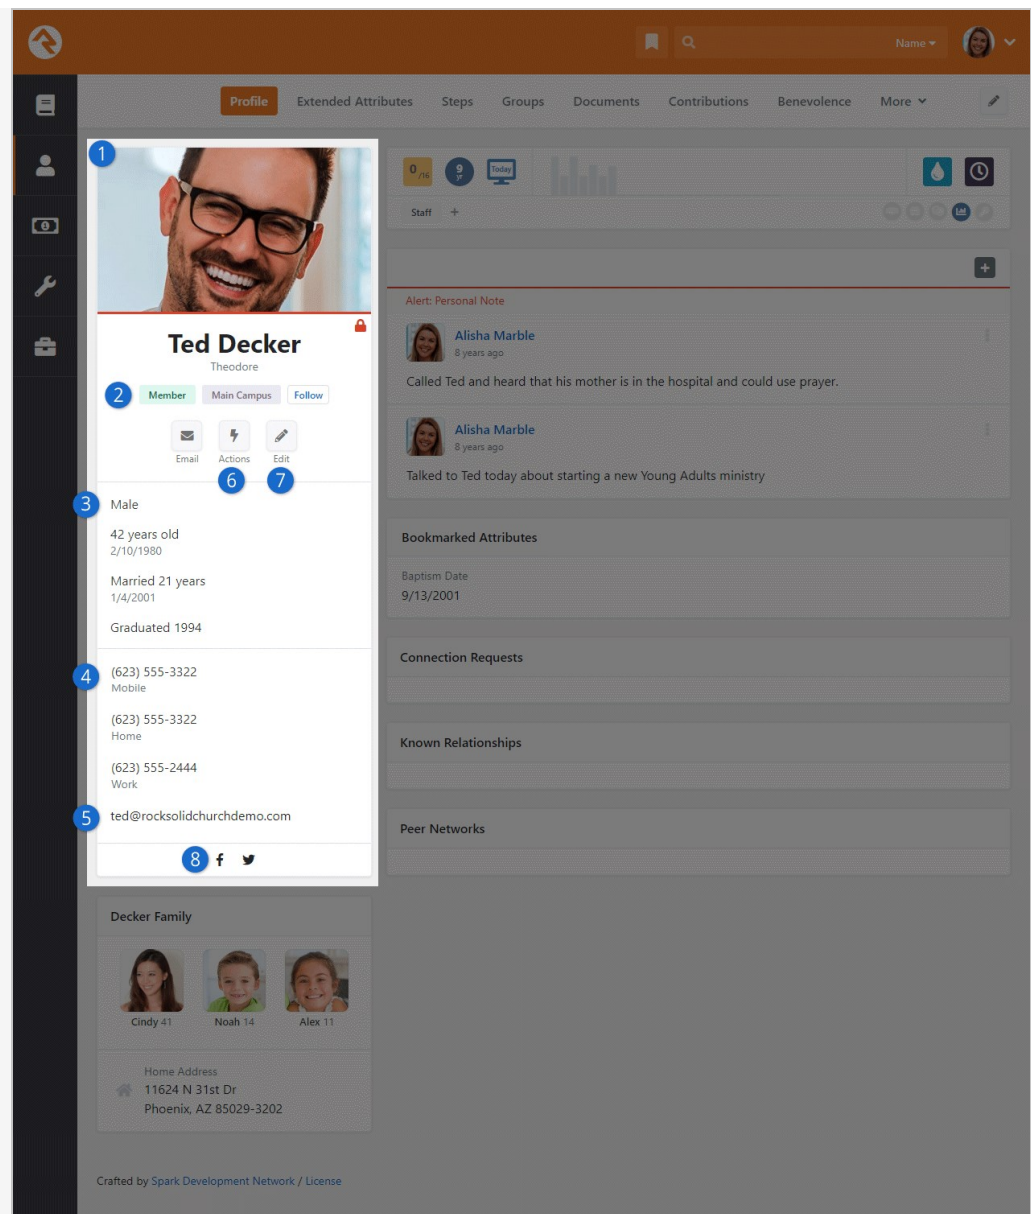 Name
Profile Extended Attributes Steps Groups Documents Contributions Benevolence More
1
Ted Decker
Theodore
2 Member Main Campus Follow
Email Actions Edit
6 7
3 Male
42 years old
2/10/1980
Married 21 years
1/4/2001
Graduated 1994
4 (623) 555-3322
Mobile
(623) 555-3322
Home
(623) 555-2444
Work
5 ted@rocksolidchurchdemo.com
8
Decker Family
Cindy 41 Noah 14 Alex 11
Home Address
11624 N 31st Dr
Phoenix, AZ 85029-3202
0 /16 9 yr Today
Staff +
Alert: Personal Note
Alisha Marble
8 years ago
Called Ted and heard that his mother is in the hospital and could use prayer.
Alisha Marble
8 years ago
Talked to Ted today about starting a new Young Adults ministry
Bookmarked Attributes
Baptism Date
9/13/2001
Connection Requests
Known Relationships
Peer Networks
Crafted by Spark Development Network / License